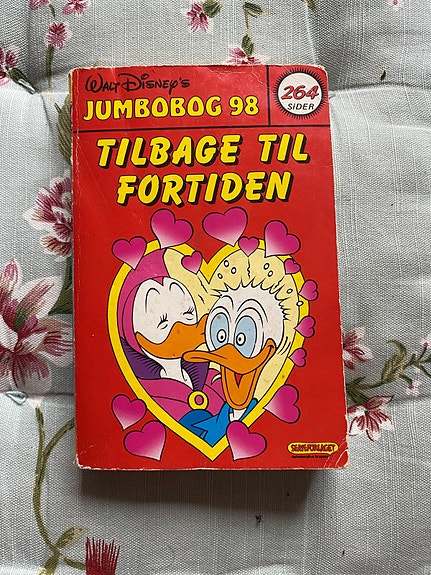 Walt Disney's
JUMBOBOG 98
264
SIDER
TILBAGE TIL
FORTIDEN
SERIEFORLAGET